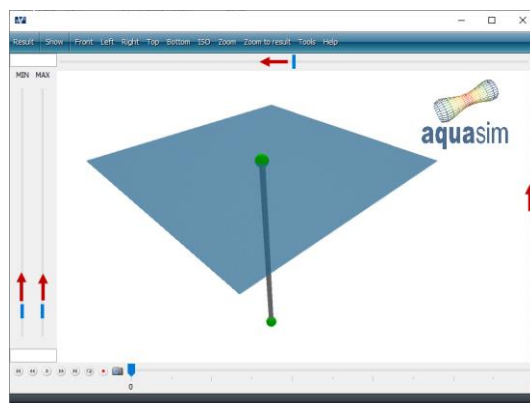 Result Show Front Left Right Top Bottom ISO Zoom Zoom to result Tools Help
MIN MAX
aquasim
0